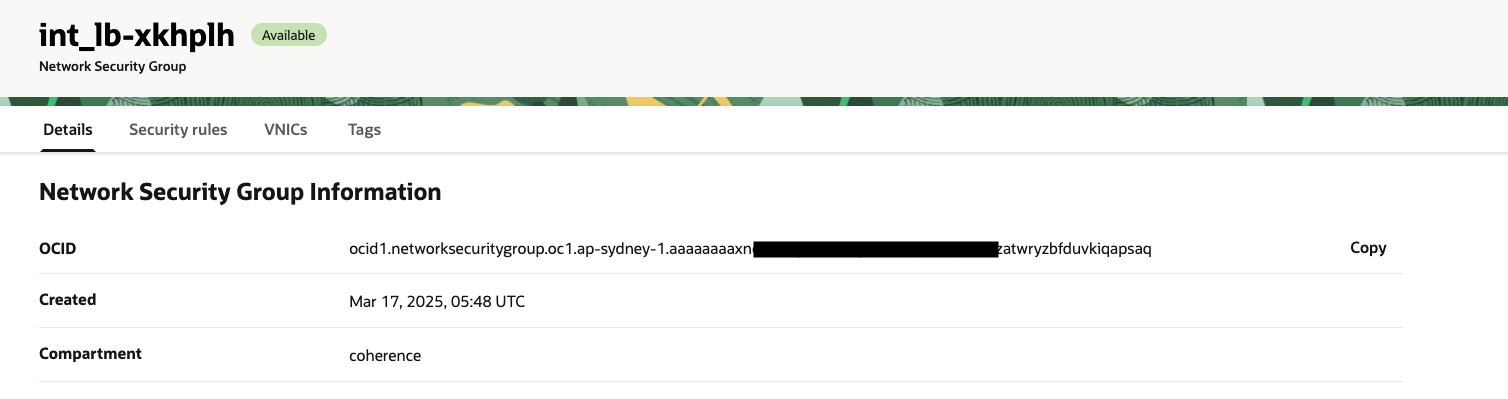 int_lb-xkhplh Available
Network Security Group
Details Security rules VNICs Tags
Network Security Group Information
OCID ocid1.networksecuritygroup.oc1.ap-sydney-1.aaaaaaaaxn zatwryzbfduvkiqapsaq Copy
Created Mar 17, 2025, 05:48 UTC
Compartment coherence